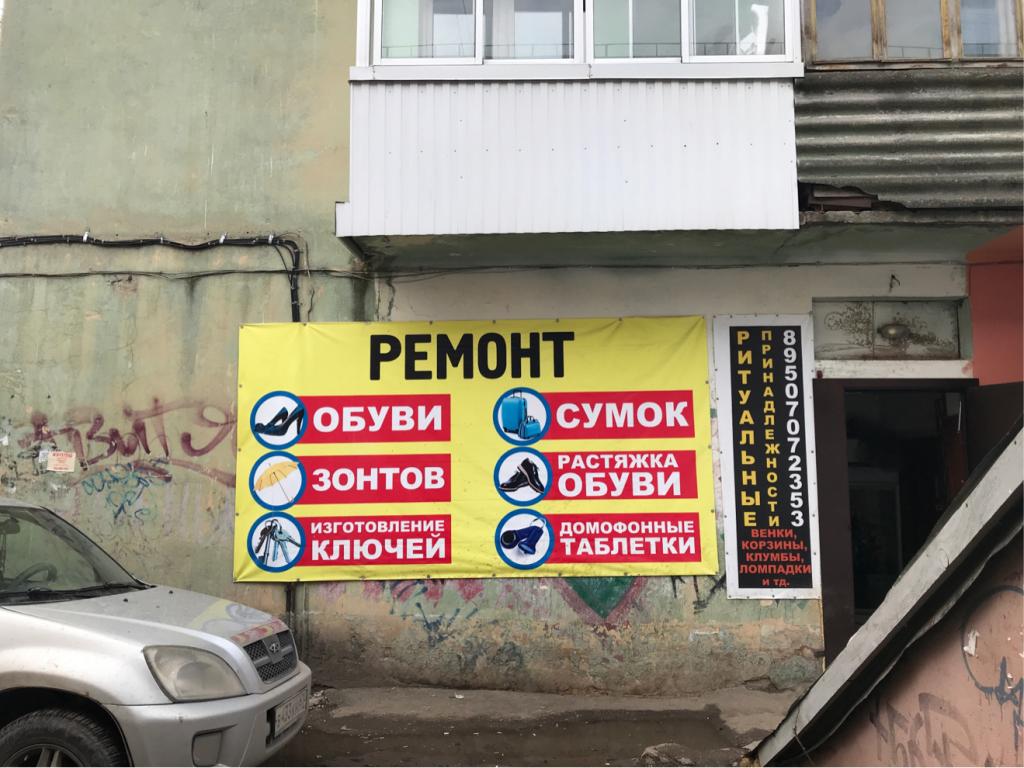 РЕМОНТ
ОБУВИ
ЗОНТОВ
ИЗГОТОВЛЕНИЕ
КЛЮЧЕЙ
СУМОК
РАСТЯЖКА
ОБУВИ
ДОМОФОННЫЕ
ТАБЛЕТКИ
РИТУАЛЬНЫЕ
ПРИНАДЛЕЖНОСТИ
89507072353
ВЕНКИ,
КОРЗИНЫ,
КЛУМБЫ,
ЛОМПАДКИ
и тд.